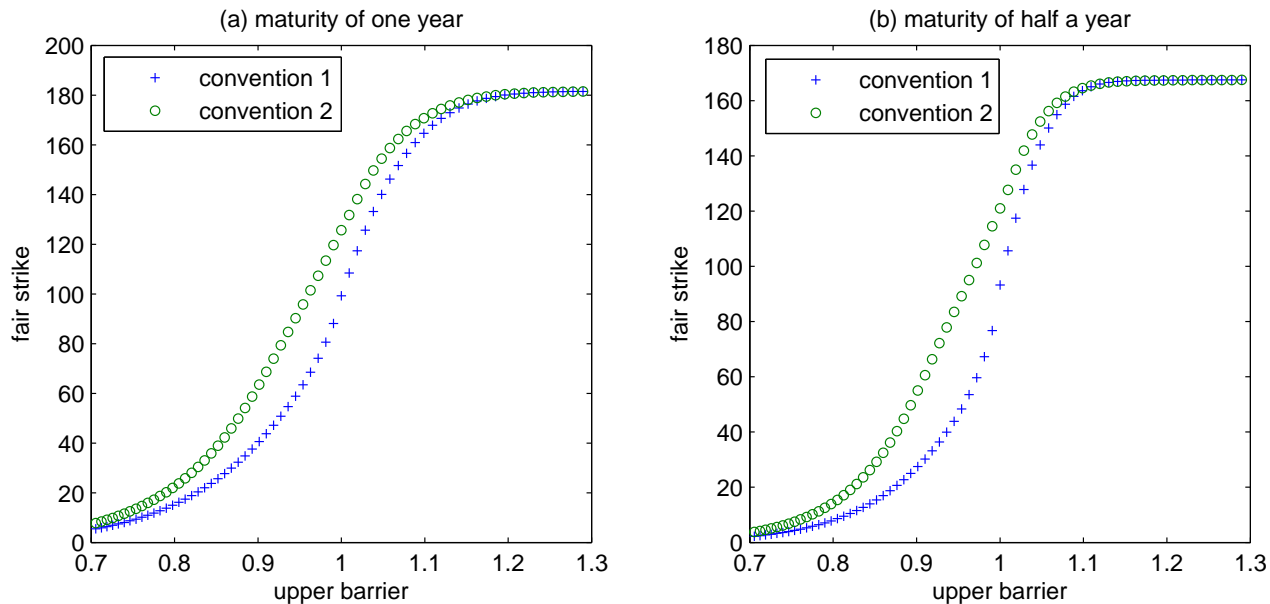 (a) maturity of one year
200
180
160
140
120
100
80
60
40
20
0
fair strike
convention 1
convention 2
0.7 0.8 0.9 1 1.1 1.2 1.3
upper barrier
(b) maturity of half a year
180
160
140
120
100
80
60
40
20
0
fair strike
convention 1
convention 2
0.7 0.8 0.9 1 1.1 1.2 1.3
upper barrier